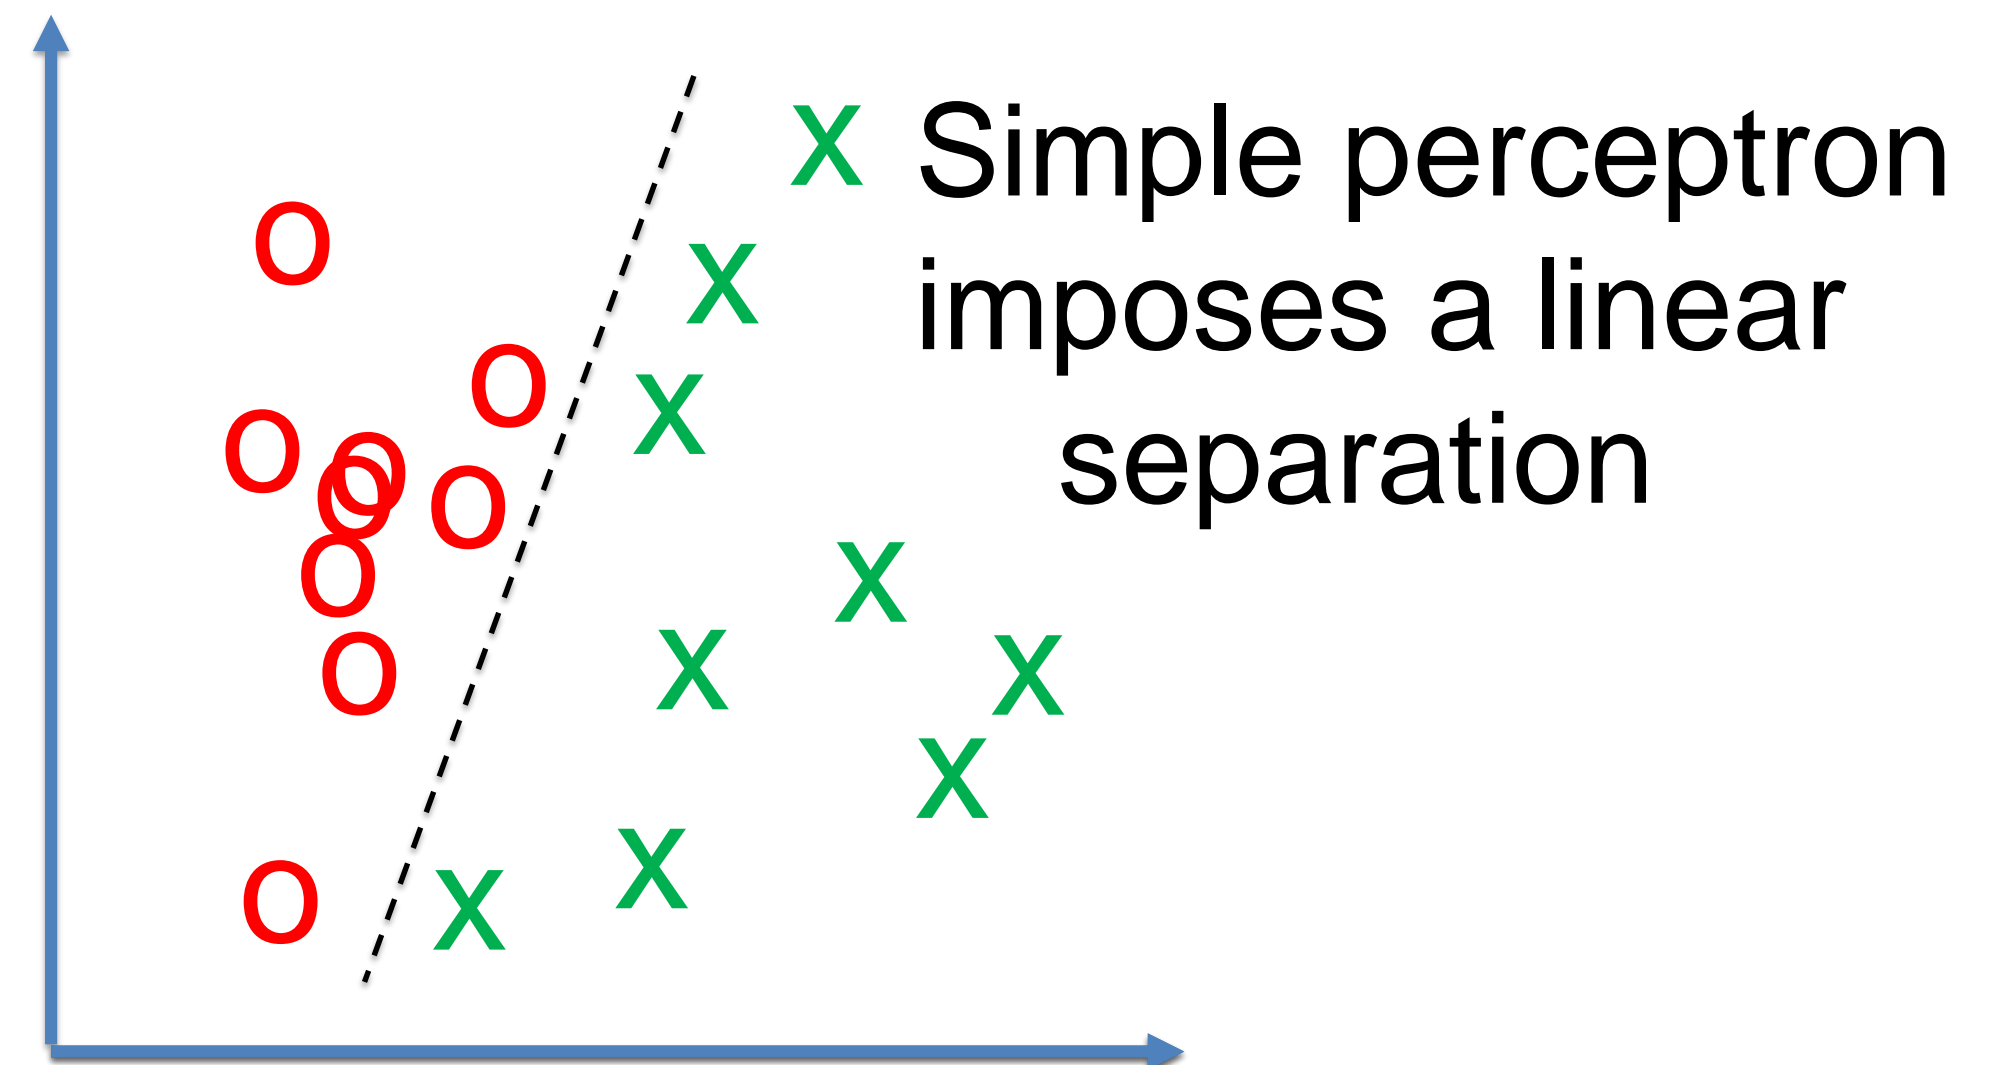 Simple perceptron
imposes a linear
separation
x
x
x
x
x
x
x
x
x
o
o
o
o
o
o
o
o
o